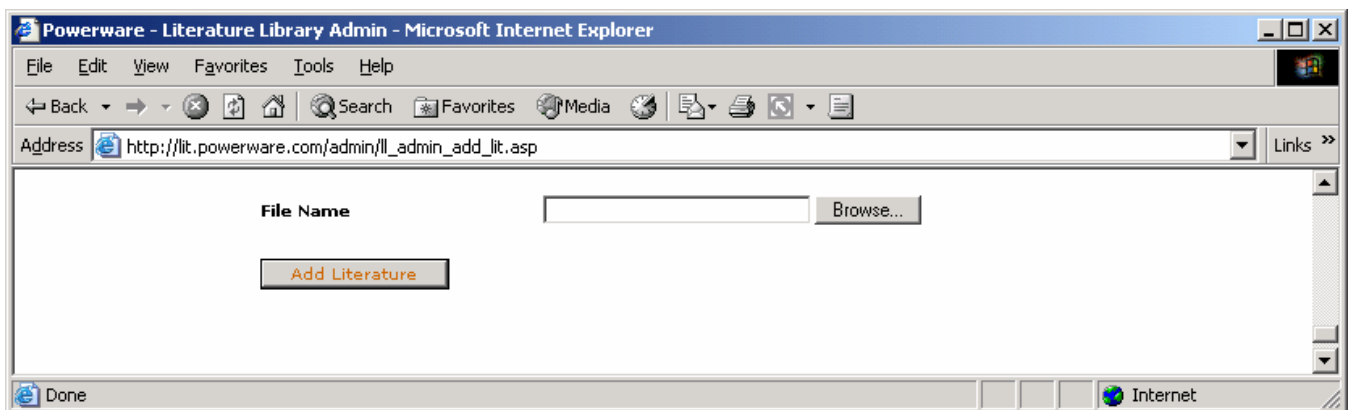 Powerware - Literature Library Admin - Microsoft Internet Explorer
File Edit View Favorites Tools Help
Back Search Favorites Media
Address http://lit.powerware.com/admin/ll_admin_add_lit.asp Links »
File Name Browse...
Add Literature
Done Internet